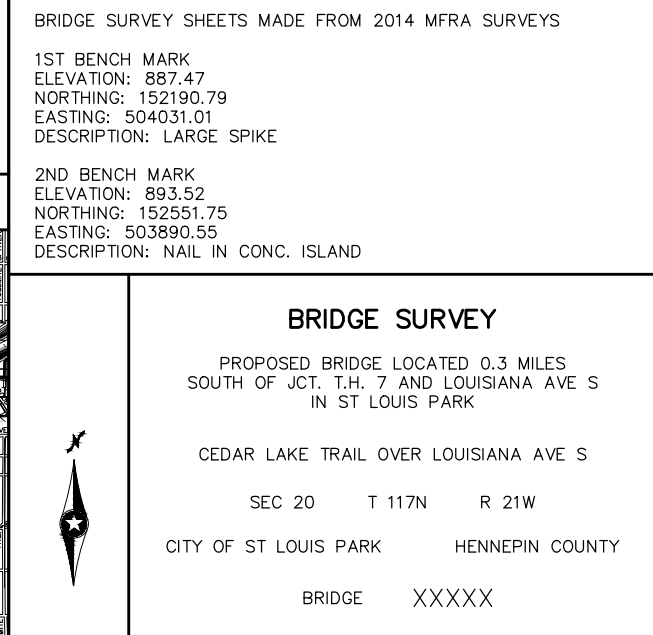 BRIDGE SURVEY SHEETS MADE FROM 2014 MFRA SURVEYS
1ST BENCH MARK
ELEVATION: 887.47
NORTHING: 152190.79
EASTING: 504031.01
DESCRIPTION: LARGE SPIKE
2ND BENCH MARK
ELEVATION: 893.52
NORTHING: 152551.75
EASTING: 503890.55
DESCRIPTION: NAIL IN CONC. ISLAND
BRIDGE SURVEY
PROPOSED BRIDGE LOCATED 0.3 MILES
SOUTH OF JCT. T.H. 7 AND LOUISIANA AVE S
IN ST LOUIS PARK
CEDAR LAKE TRAIL OVER LOUISIANA AVE S
SEC 20 T 117N R 21W
CITY OF ST LOUIS PARK HENNEPIN COUNTY
BRIDGE XXXXX
N